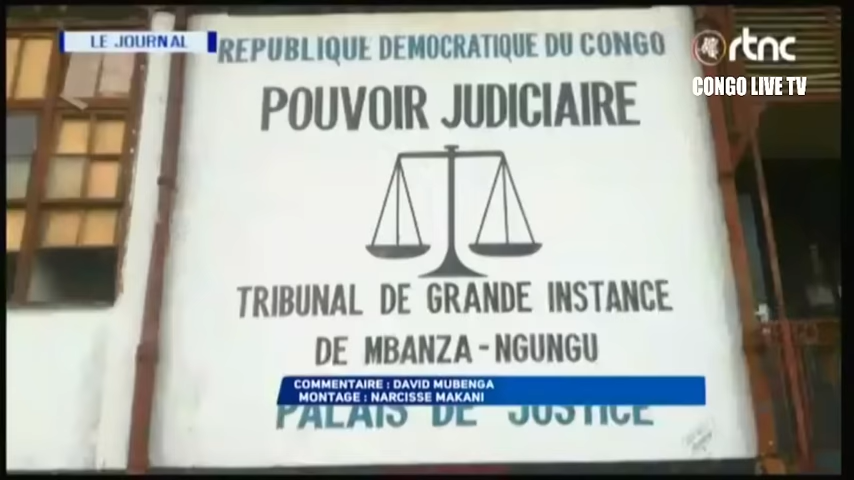 LE JOURNAL
rtnc
CONGO LIVE TV
REPUBLIQUE DEMOCRATIQUE DU CONGO
POUVOIR JUDICIAIRE
TRIBUNAL DE GRANDE INSTANCE
DE MBANZA-NGUNGU
COMMENTAIRE : DAVID MUBENGA
MONTAGE : NARCISSE MAKANI
PALAIS DE JUSTICE